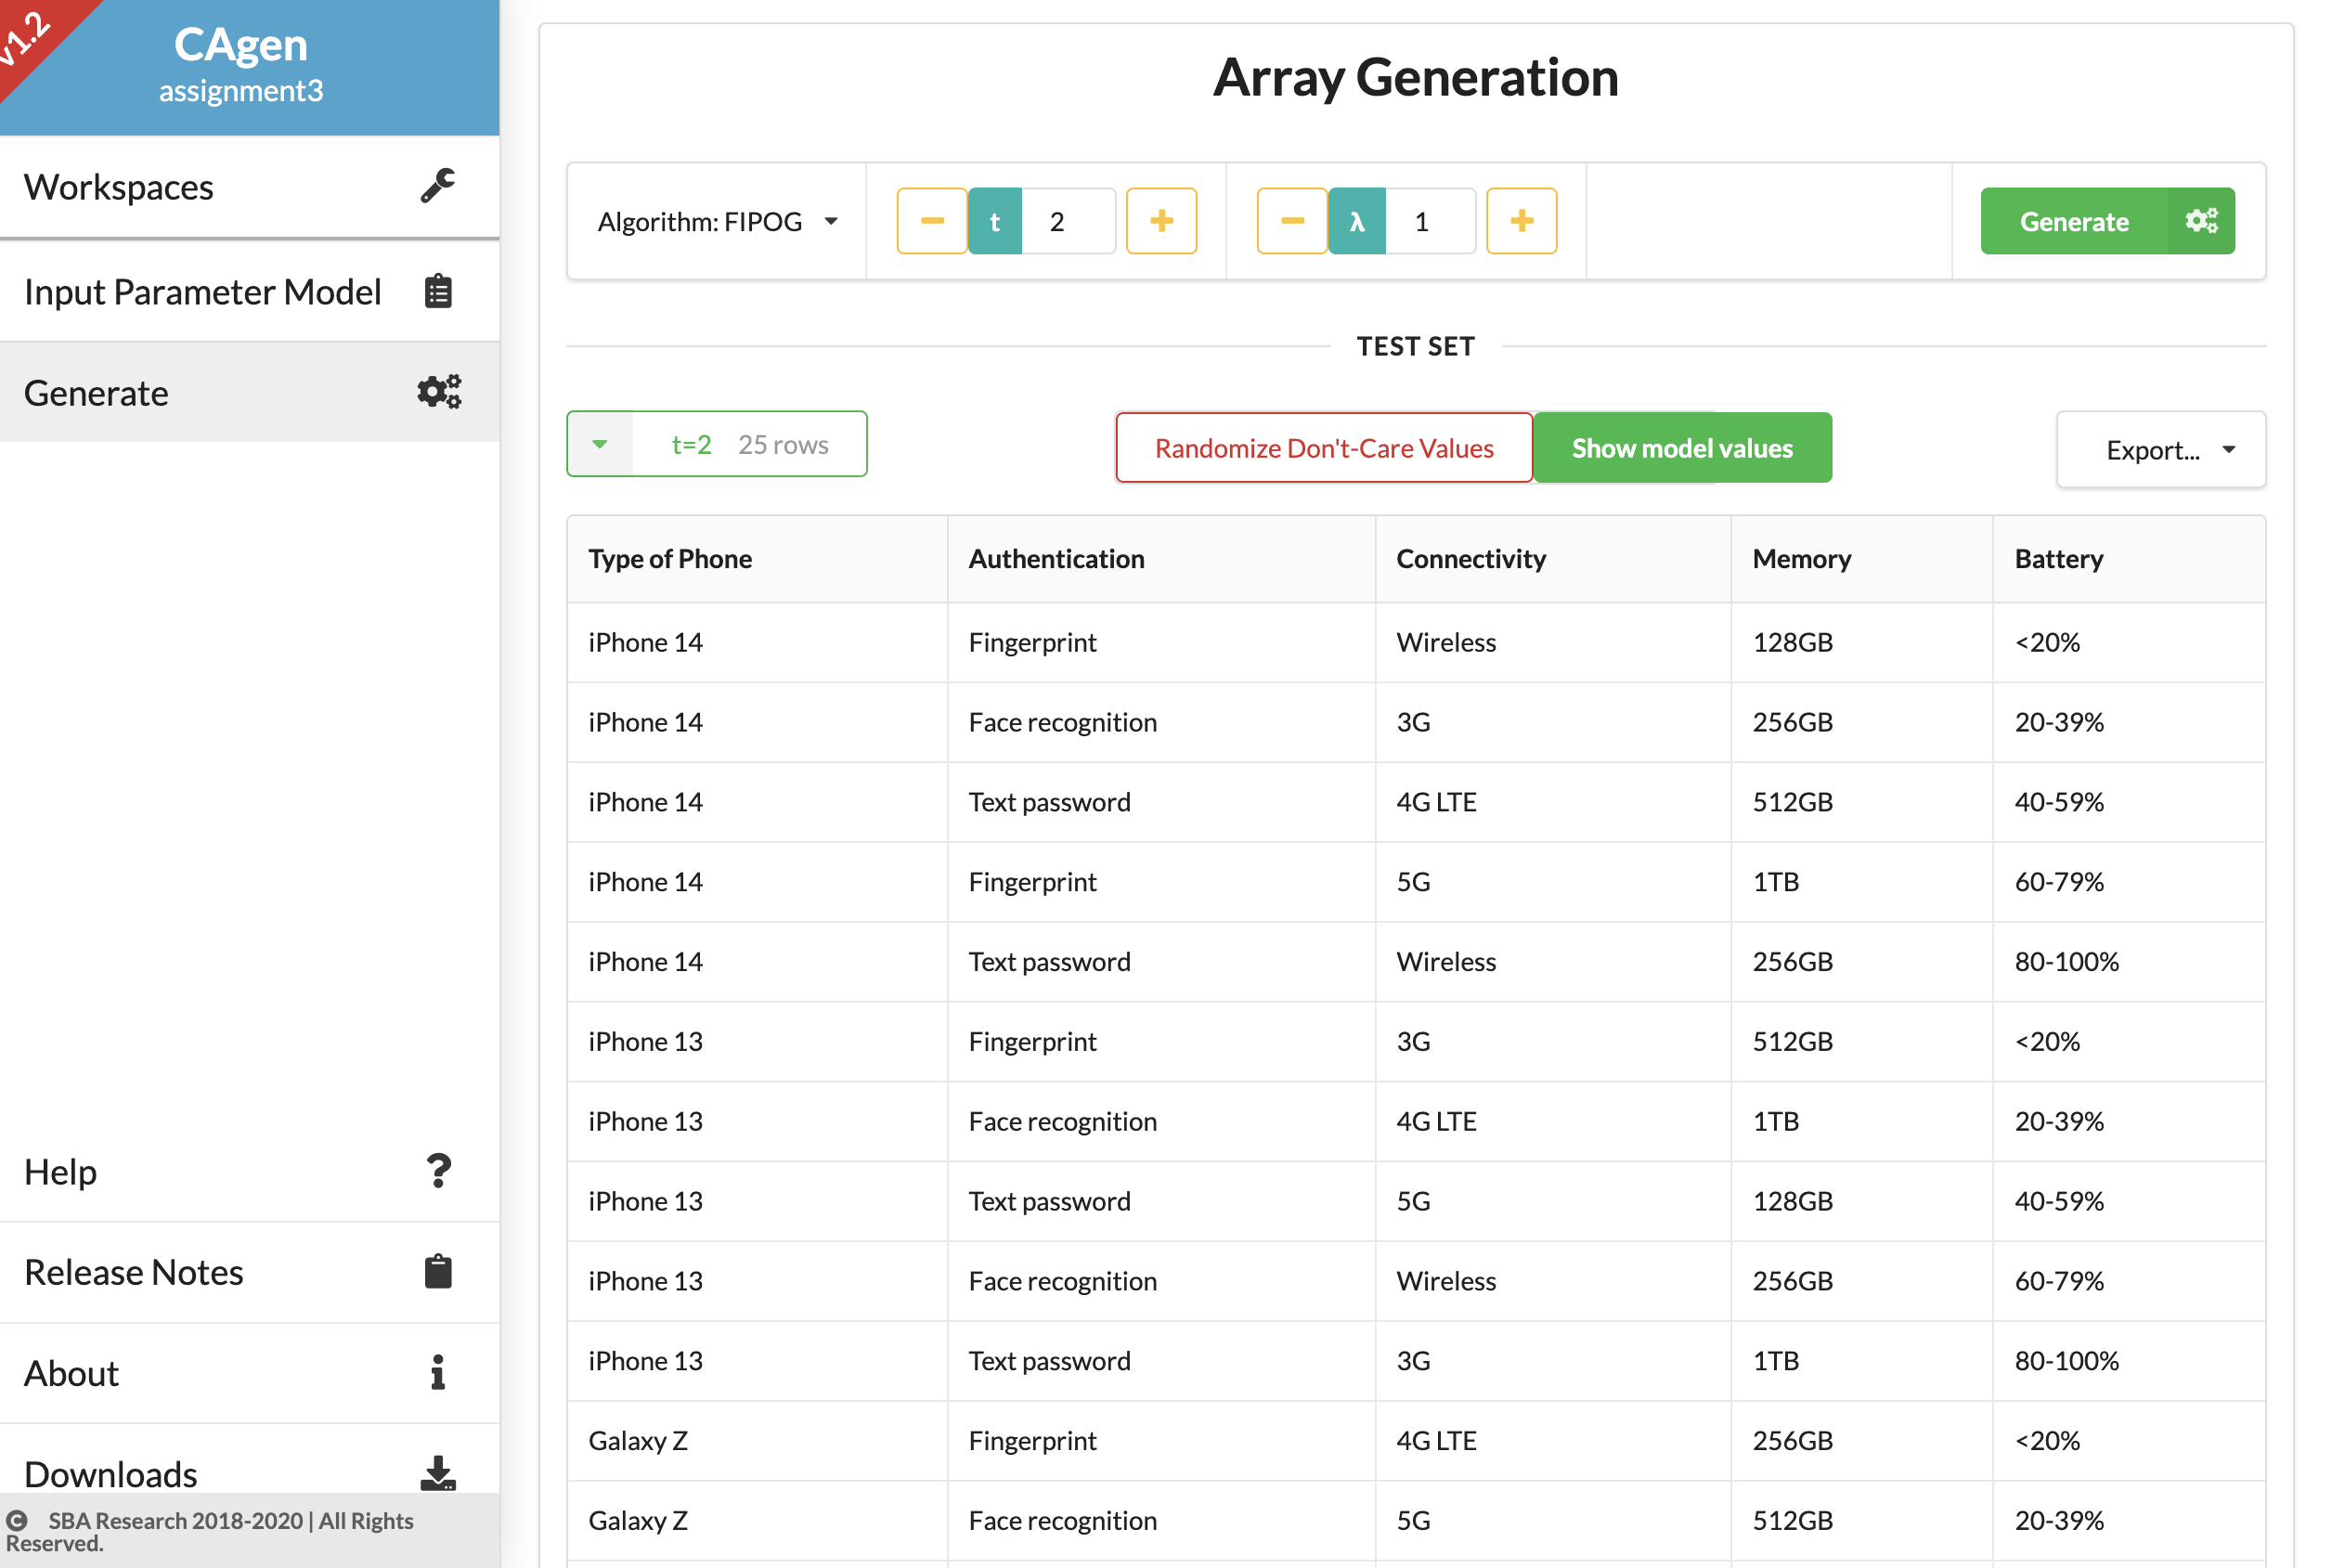 v1.2
CAgen
assignment3
Workspaces
Input Parameter Model
Generate
Help
Release Notes
About
Downloads
© SBA Research 2018-2020 | All Rights
Reserved.
Array Generation
Algorithm: FIPOG t 2 λ 1 Generate
TEST SET
t=2 25 rows Randomize Don't-Care Values Show model values Export...
Type of Phone Authentication Connectivity Memory Battery
iPhone 14 Fingerprint Wireless 128GB <20%
iPhone 14 Face recognition 3G 256GB 20-39%
iPhone 14 Text password 4G LTE 512GB 40-59%
iPhone 14 Fingerprint 5G 1TB 60-79%
iPhone 14 Text password Wireless 256GB 80-100%
iPhone 13 Fingerprint 3G 512GB <20%
iPhone 13 Face recognition 4G LTE 1TB 20-39%
iPhone 13 Text password 5G 128GB 40-59%
iPhone 13 Face recognition Wireless 256GB 60-79%
iPhone 13 Text password 3G 1TB 80-100%
Galaxy Z Fingerprint 4G LTE 256GB <20%
Galaxy Z Face recognition 5G 512GB 20-39%